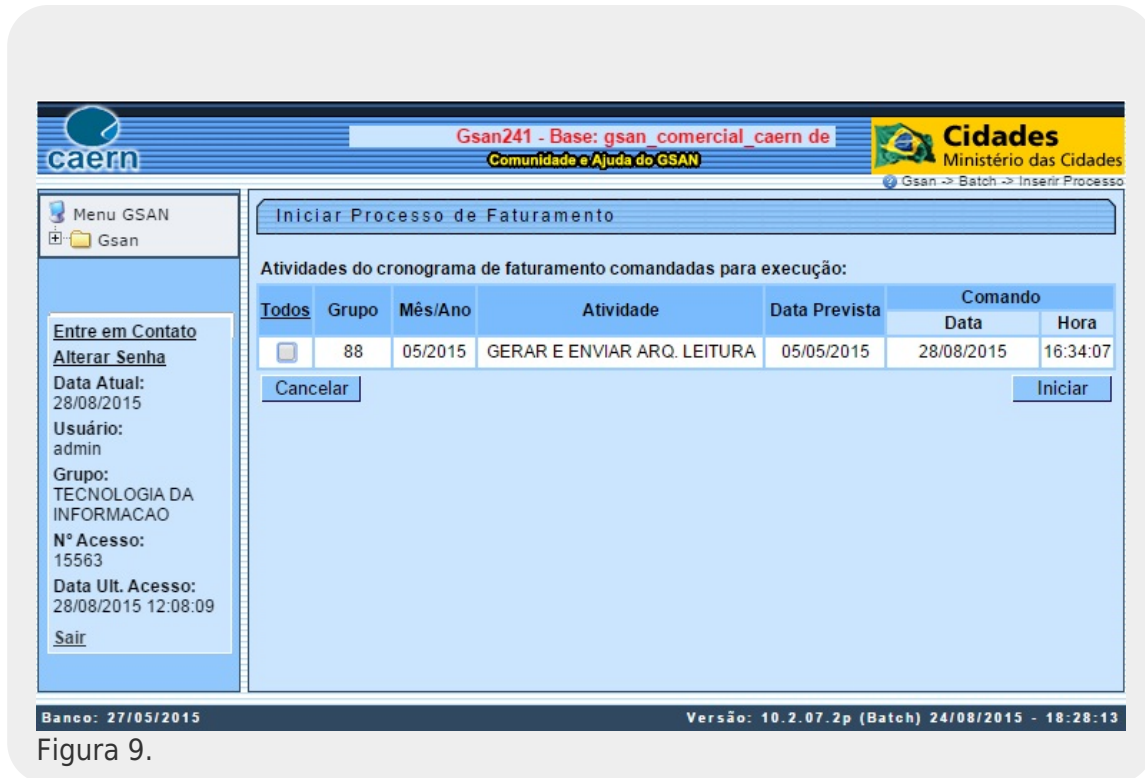 caern
Gsan241 - Base: gsan_comercial_caern de
Comunidade e Ajuda do GSAN
Cidades
Ministério das Cidades
Gsan -> Batch -> Inserir Processo
Menu GSAN
Gsan
Entre em Contato
Alterar Senha
Data Atual:
28/08/2015
Usuário:
admin
Grupo:
TECNOLOGIA DA
INFORMACAO
Nº Acesso:
15563
Data Ult. Acesso:
28/08/2015 12:08:09
Sair
Iniciar Processo de Faturamento
Atividades do cronograma de faturamento comandadas para execução:
Todos Grupo Mês/Ano Atividade Data Prevista Comando
Data Hora
88 05/2015 GERAR E ENVIAR ARQ. LEITURA 05/05/2015 28/08/2015 16:34:07
Cancelar Iniciar
Banco: 27/05/2015 Versão: 10.2.07.2p (Batch) 24/08/2015 - 18:28:13
Figura 9.